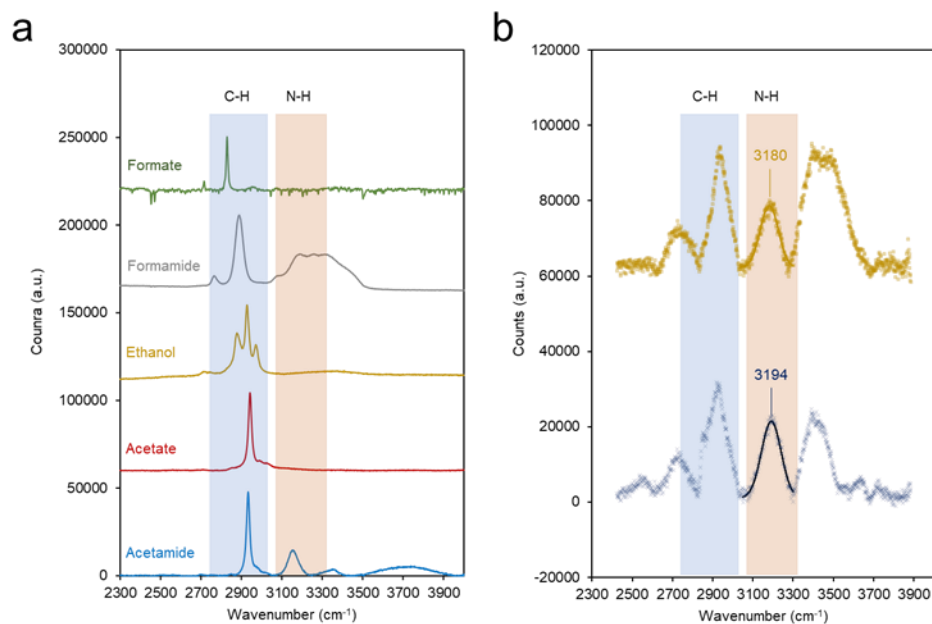 a
300000
250000
200000
150000
100000
50000
0
Counra (a.u.)
C-H N-H
Formate
Formamide
Ethanol
Acetate
Acetamide
2300 2500 2700 2900 3100 3300 3500 3700 3900
Wavenumber (cm⁻¹)
b
120000
100000
80000
60000
40000
20000
0
-20000
Counts (a.u.)
C-H N-H
3180
3194
2300 2500 2700 2900 3100 3300 3500 3700 3900
Wavenumber (cm⁻¹)